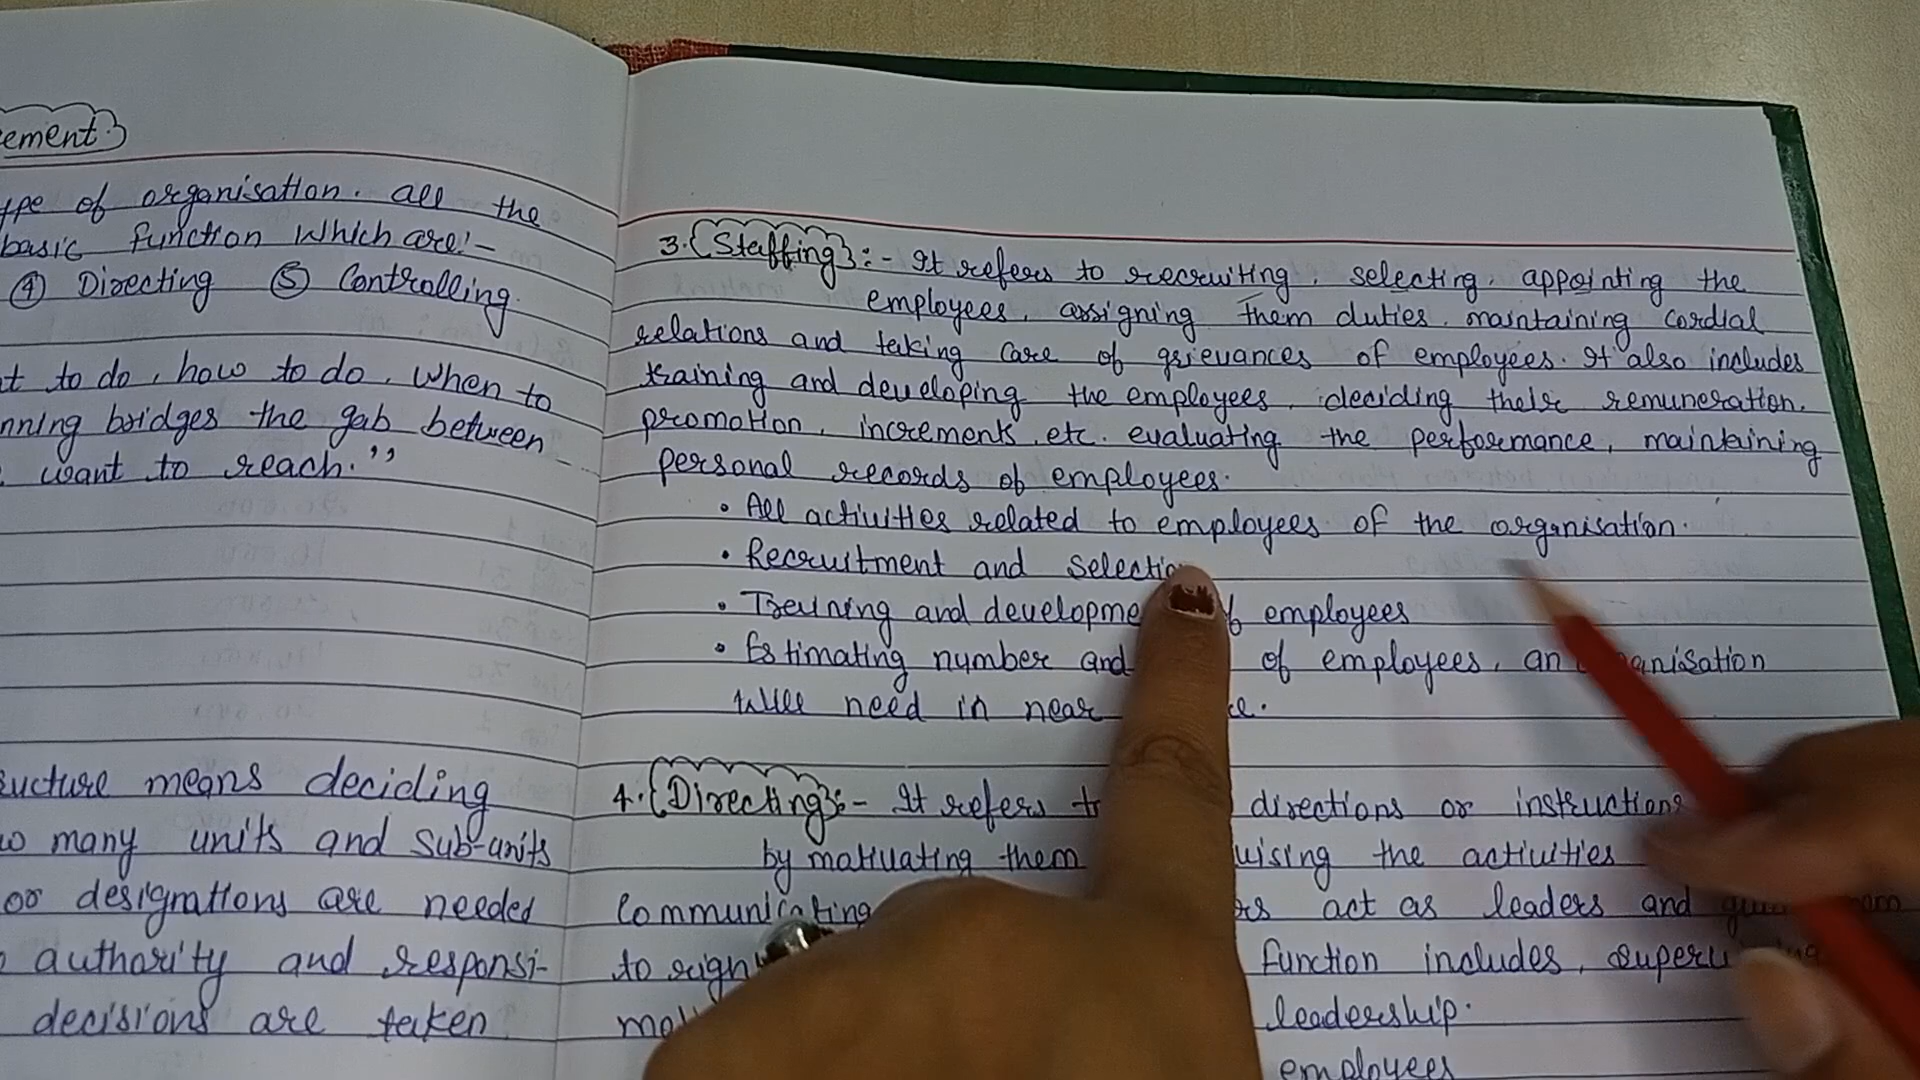 ement
ype of organisation. all the
basic function which are:-
④ Directing ⑤ Controlling.
t to do, how to do, when to
nning bridges the gab between
want to reach."
ucture means deciding
w many units and sub-units
or designations are needed
authority and responsi-
decisions are taken
3. {Staffing} :- It refers to recruiting, selecting, appointing the
employees, assigning them duties, maintaining cordial
relations and taking care of grievances of employees. It also includes
training and developing the employees, deciding their remuneration,
promotion, increments, etc. evaluating the performance, maintaining
personal records of employees.
• All activities related to employees of the organisation.
• Recruitment and selection
• Training and developme of employees
• Estimating number and of employees, an organisation
will need in near
4. {Directing} :- It refers directions or instructions
by motivating them vising the activities
Communicating act as leaders and
to function includes,
leadership.
employees